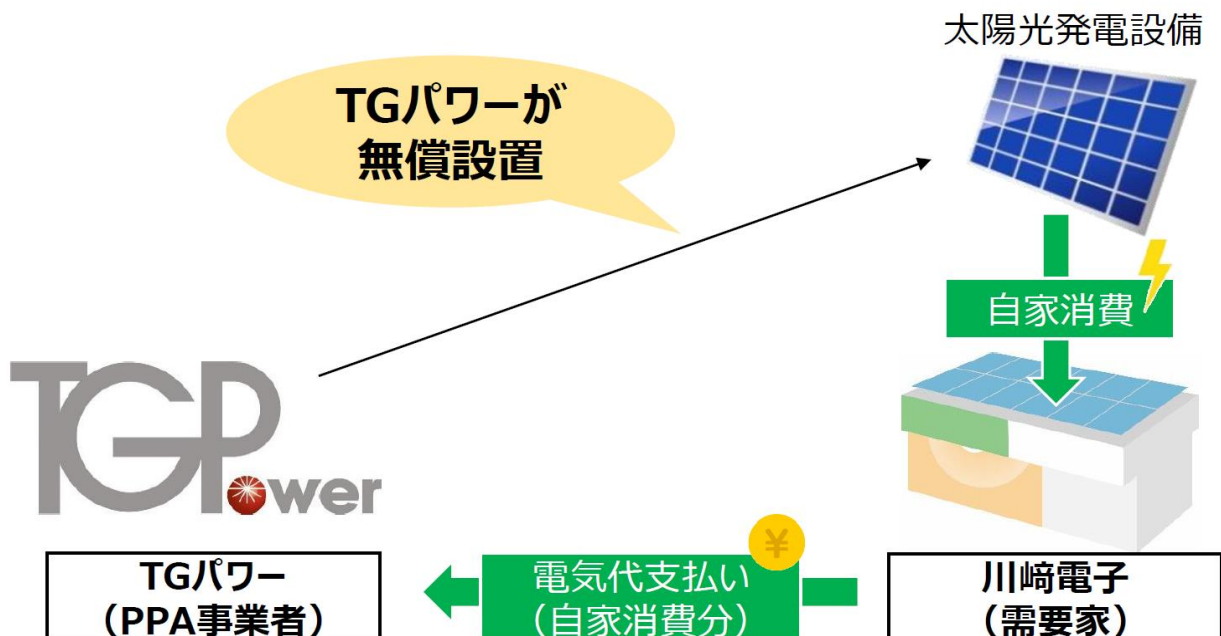 太陽光発電設備
TGパワーが
無償設置
自家消費
TGPower
¥
TGパワー
（PPA事業者）
電気代支払い
（自家消費分）
川﨑電子
（需要家）